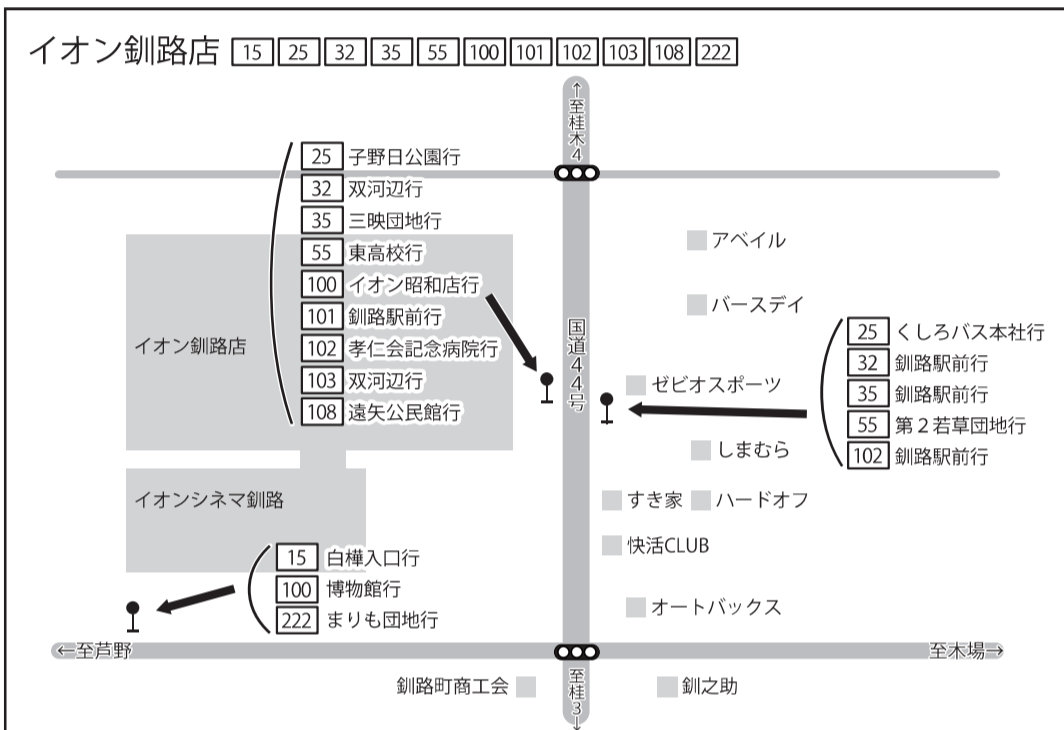 イオン釧路店 15 25 32 35 55 100 101 102 103 108 222
↑至桂木4
25 子野日公園行
32 双河辺行
35 三映団地行
55 東高校行
100 イオン昭和店行
101 釧路駅前行
102 孝仁会記念病院行
103 双河辺行
108 遠矢公民館行
イオン釧路店
国道44号
アベイル
バースデイ
ゼビオスポーツ
しまむら
すき家
ハードオフ
快活CLUB
オートバックス
25 くしろバス本社行
32 釧路駅前行
35 釧路駅前行
55 第2若草団地行
102 釧路駅前行
イオンシネマ釧路
15 白樺入口行
100 博物館行
222 まりも団地行
←至芦野
至木場→
釧路町商工会
至桂3↓
釧之助